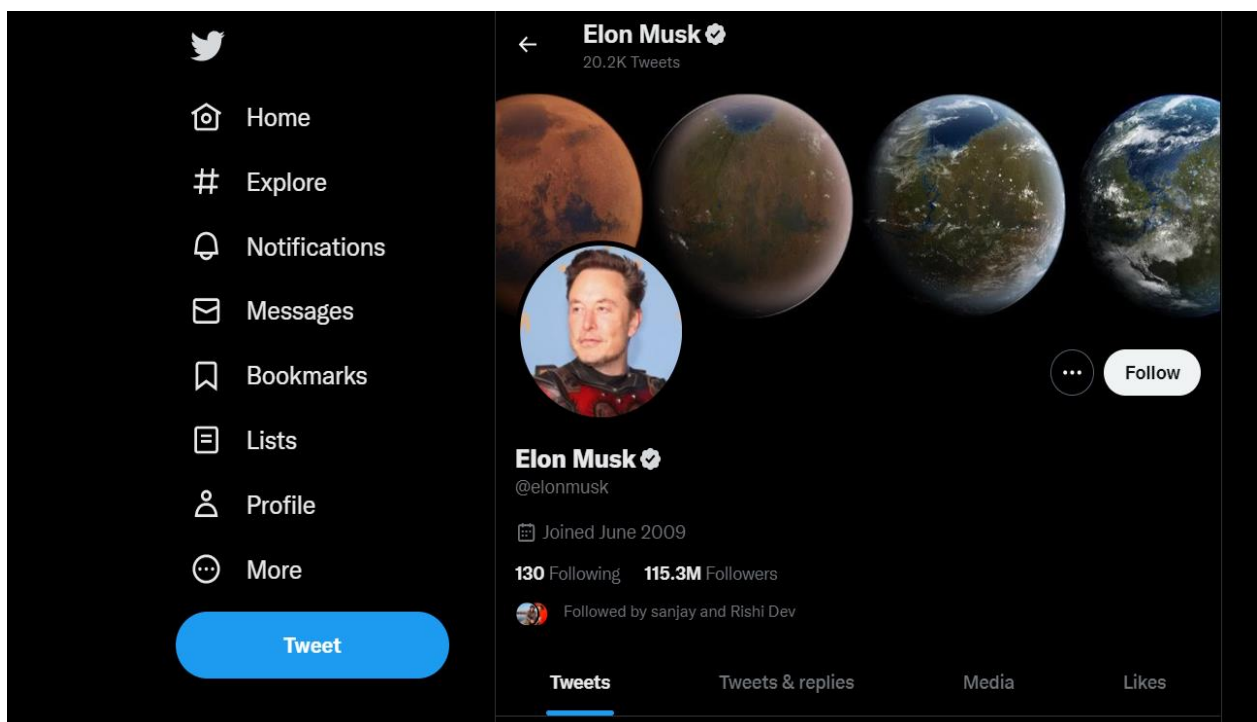 Home
Explore
Notifications
Messages
Bookmarks
Lists
Profile
More
Tweet
Elon Musk
20.2K Tweets
Follow
Elon Musk
@elonmusk
Joined June 2009
130 Following 115.3M Followers
Followed by sanjay and Rishi Dev
Tweets Tweets & replies Media Likes